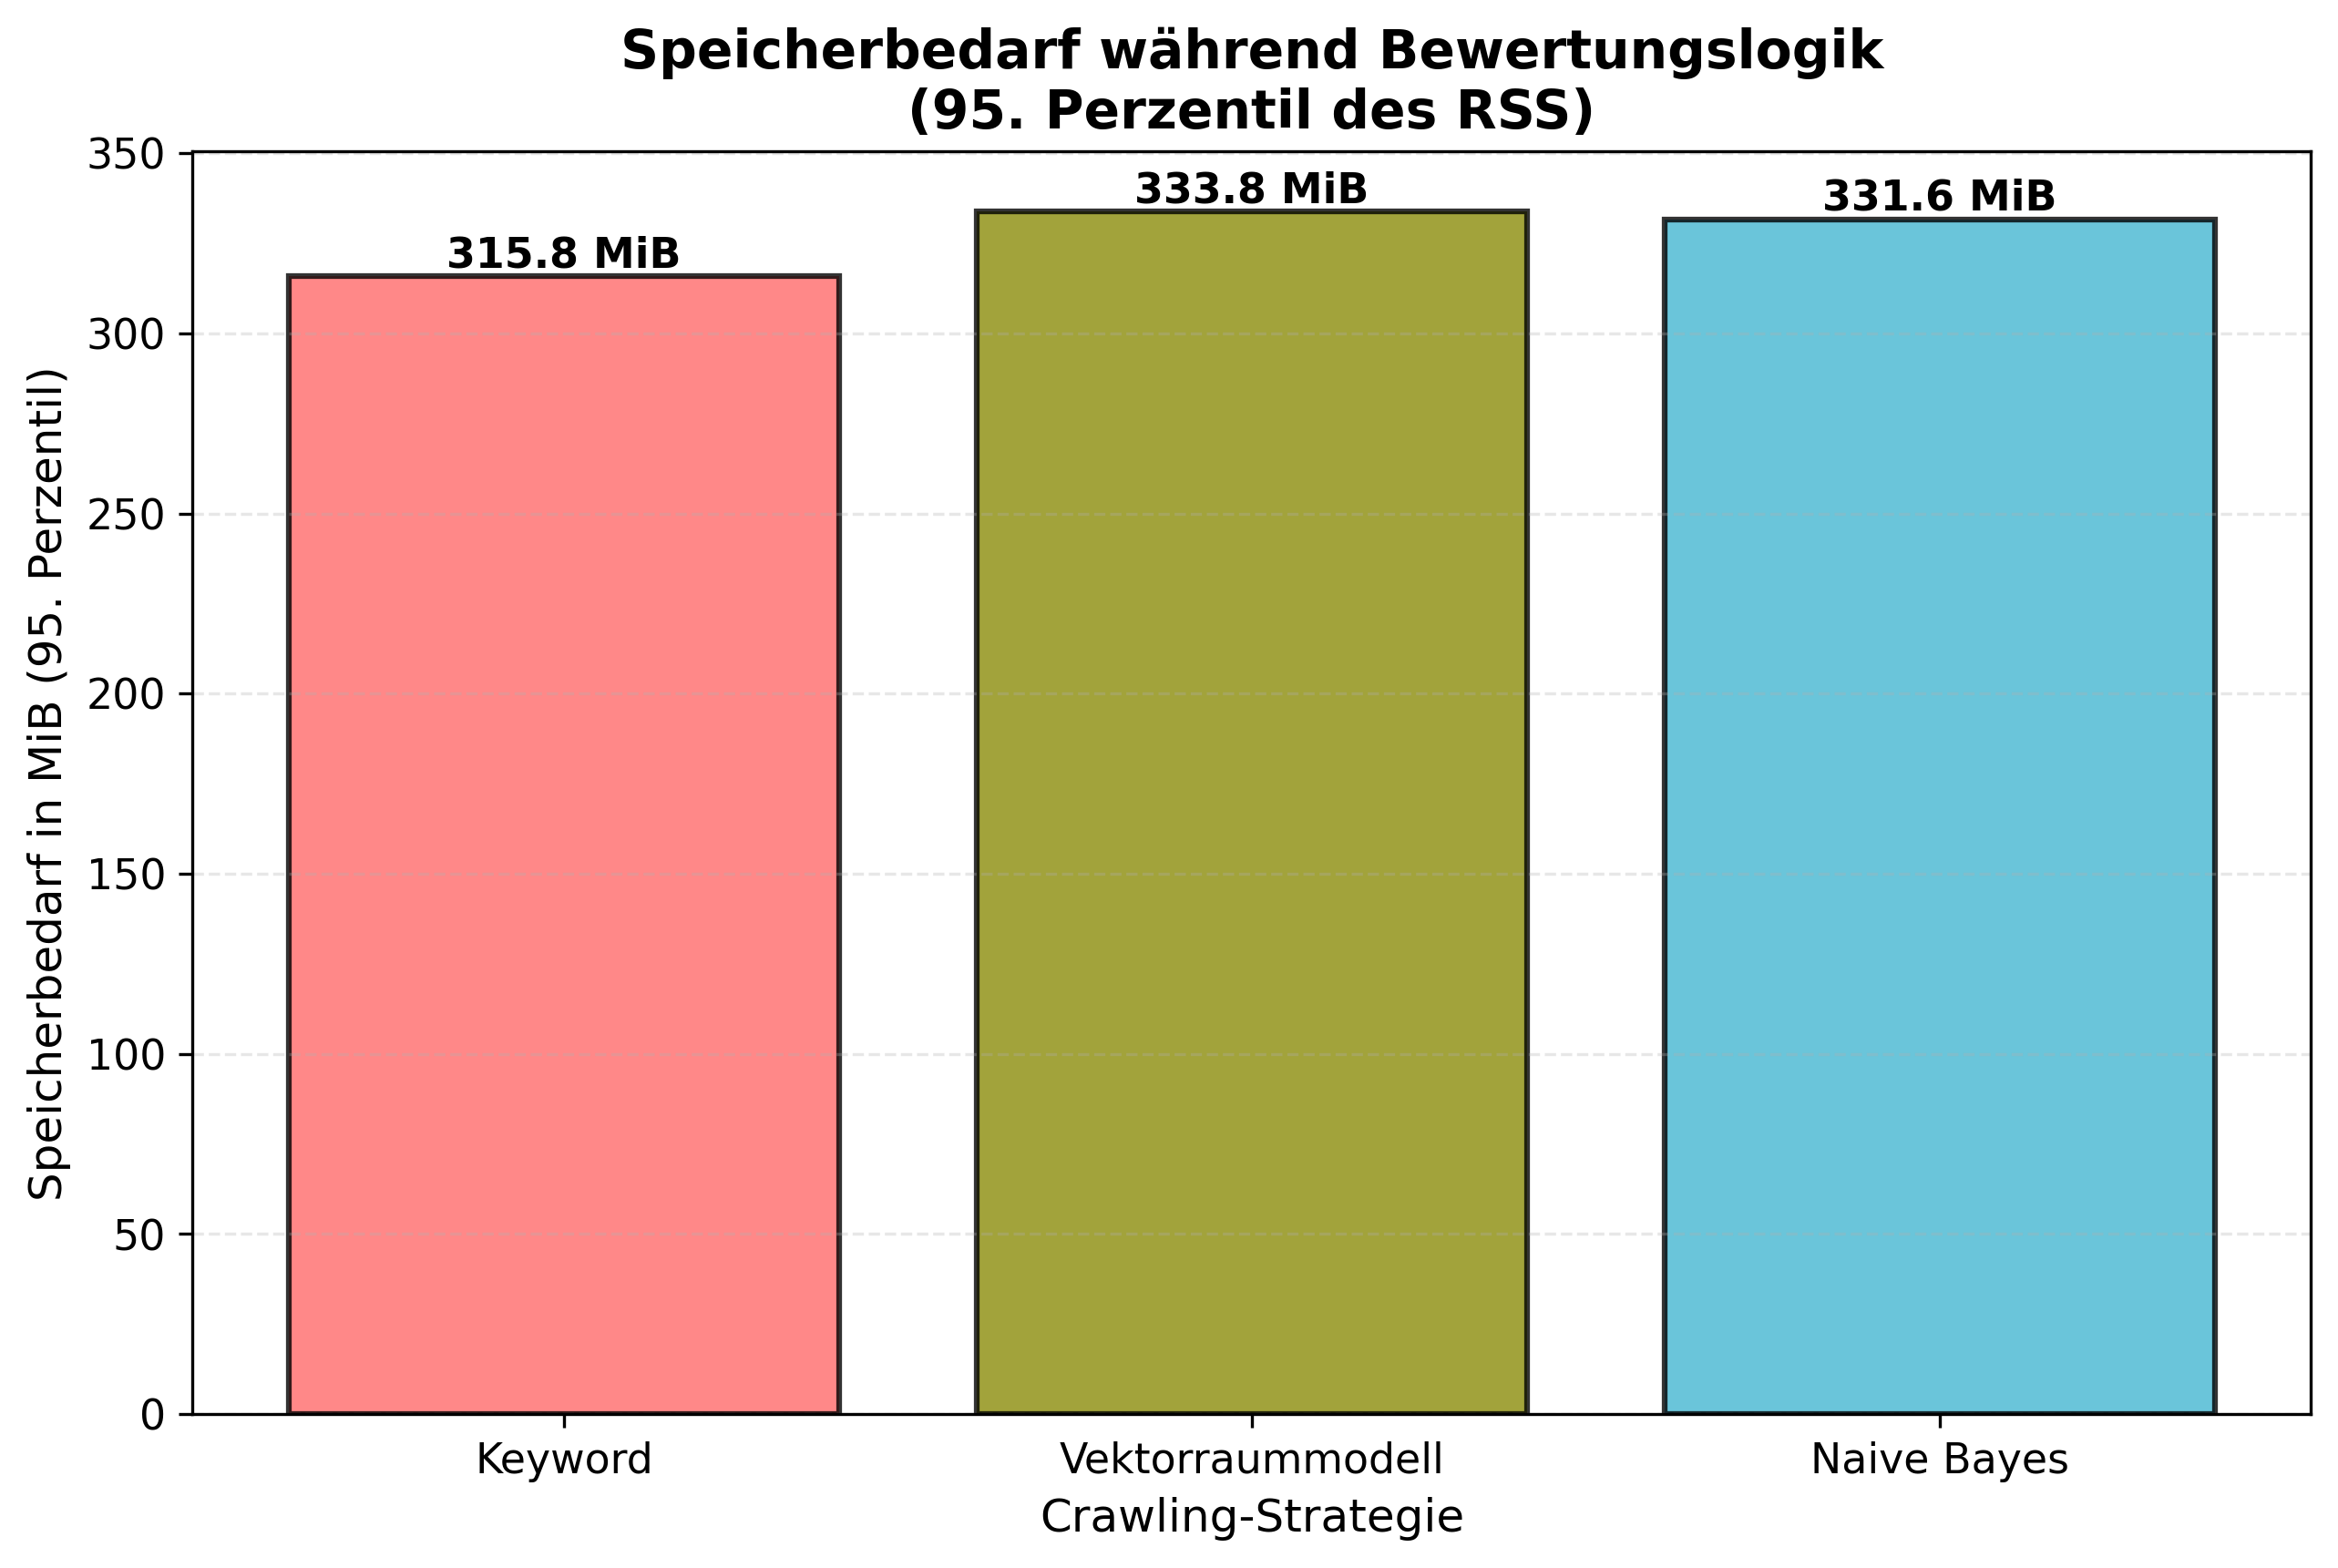 Speicherbedarf während Bewertungslogik
(95. Perzentil des RSS)
Speicherbedarf in MiB (95. Perzentil)
350
300
250
200
150
100
50
0
315.8 MiB
333.8 MiB
331.6 MiB
Keyword
Vektorraummodell
Naive Bayes
Crawling-Strategie